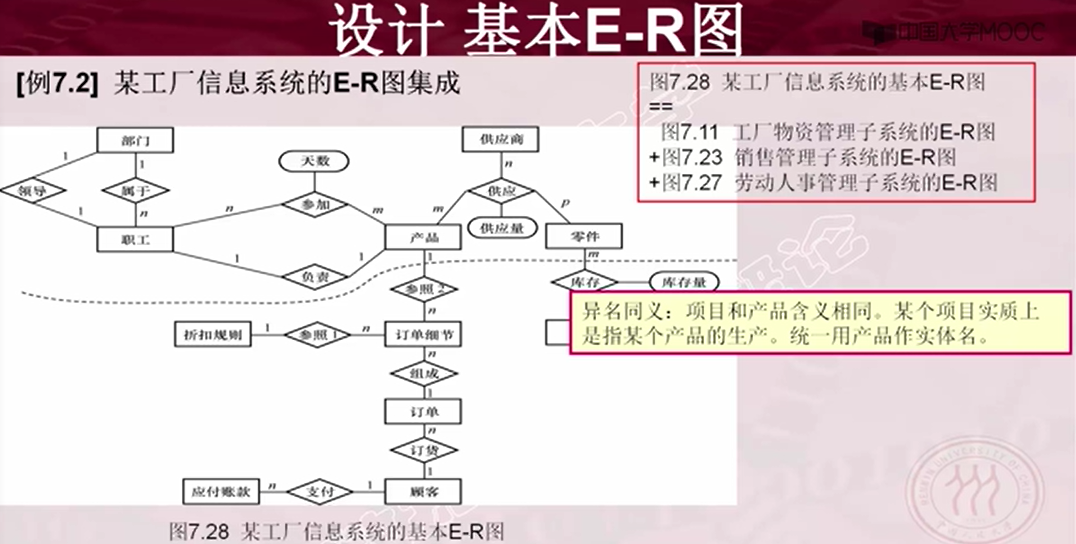 设计 基本E-R图
中国大学MOOC
[例7.2] 某工厂信息系统的E-R图集成
图7.28 某工厂信息系统的基本E-R图
==
图7.11 工厂物资管理子系统的E-R图
+图7.23 销售管理子系统的E-R图
+图7.27 劳动人事管理子系统的E-R图
部门
供应商
1
1
天数
n
领导
属于
参加
供应
1
n
n
m
m
p
供应量
职工
产品
零件
1
负责
1
1
m
参照2
库存
库存量
n
异名同义：项目和产品含义相同。某个项目实质上
是指某个产品的生产。统一用产品作实体名。
折扣规则
1
参照1
n
订单细节
n
组成
1
订单
n
订货
1
应付账款
n
支付
1
顾客
图7.28 某工厂信息系统的基本E-R图